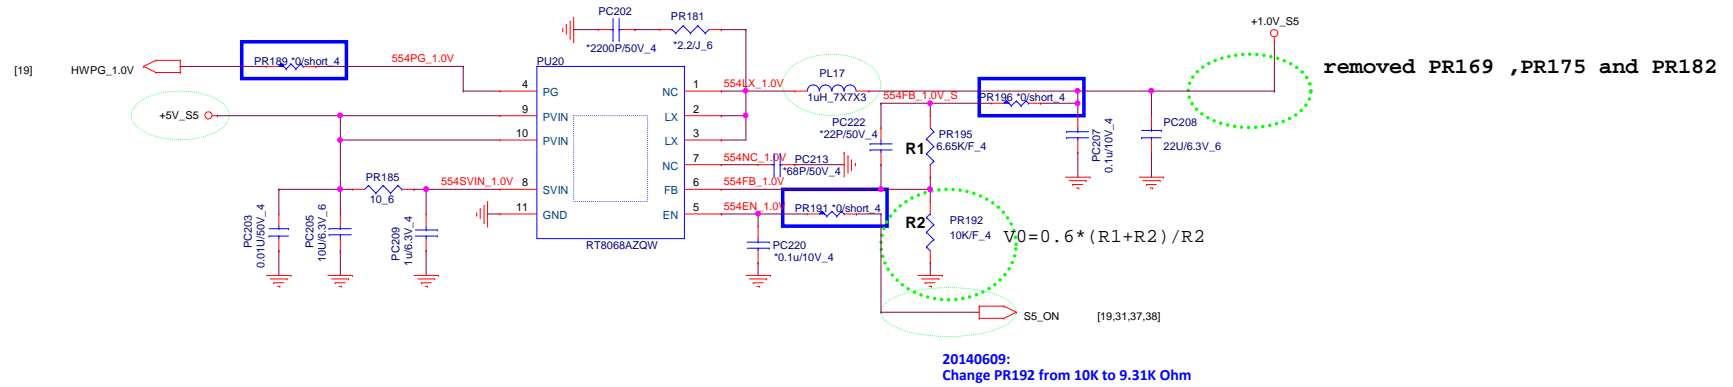 PC202
PR181
*2200P/50V_4
*2.2/J_6
+1.0V_S5
removed PR169 ,PR175 and PR182
[19]
HWPG_1.0V
PR189 *0/short_4
554PG_1.0V
PU20
4
PG
NC
1
554LX_1.0V
PL17
1uH_7X7X3
554FB_1.0V_S
PR196 *0/short_4
+5V_S5
9
PVIN
LX
2
10
PVIN
LX
3
PC222
*22P/50V_4
R1
PR195
6.65K/F_4
PC207
0.1u/10V_4
PC208
22U/6.3V_6
NC
7
554NC_1.0V
PC213
*68P/50V_4
PR185
10_6
554SVIN_1.0V
8
SVIN
FB
6
554FB_1.0V
11
GND
EN
5
554EN_1.0V
PR191 *0/short_4
RT8068AZQW
PC203
0.01U/50V_4
PC205
10U/6.3V_6
PC209
1u/6.3V_4
PC220
*0.1u/10V_4
R2
PR192
10K/F_4
V0=0.6*(R1+R2)/R2
S5_ON
[19,31,37,38]
20140609:
Change PR192 from 10K to 9.31K Ohm